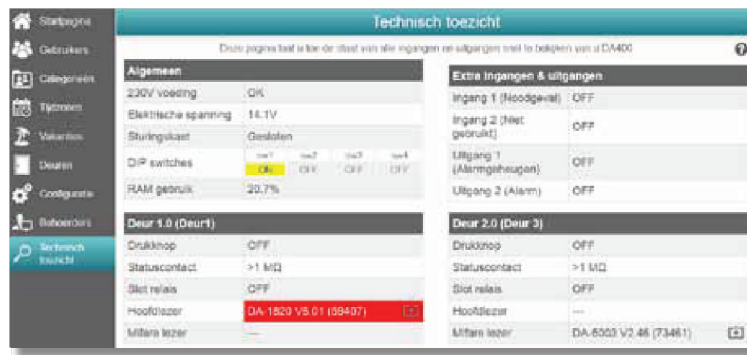 Startpagina
Gebruikers
Categorieën
Tijdzones
Vakanties
Deuren
Configuratie
Beheerders
Technisch
toezicht
Technisch toezicht
Deze pagina laat u toe de staat van alle ingangen en uitgangen snel te bekijken van u DA400
Algemeen
230V voeding OK
Elektrische spanning 14.1V
Sturingskast Gesloten
DIP switches sw1 sw2 sw3 sw4
ON OFF OFF OFF
RAM gebruik 20.7%
Extra ingangen & uitgangen
Ingang 1 (Noodgeval) OFF
Ingang 2 (Niet
gebruikt) OFF
Uitgang 1
(Alarmgeheugen) OFF
Uitgang 2 (Alarm) OFF
Deur 1.0 (Deur1)
Drukknop OFF
Statuscontact >1 MΩ
Slot relais OFF
Hoofdlezer DA-1820 V5.01 (59407)
Mifare lezer ---
Deur 2.0 (Deur 3)
Drukknop OFF
Statuscontact >1 MΩ
Slot relais OFF
Hoofdlezer ---
Mifare lezer DA-6003 V2.46 (73461)